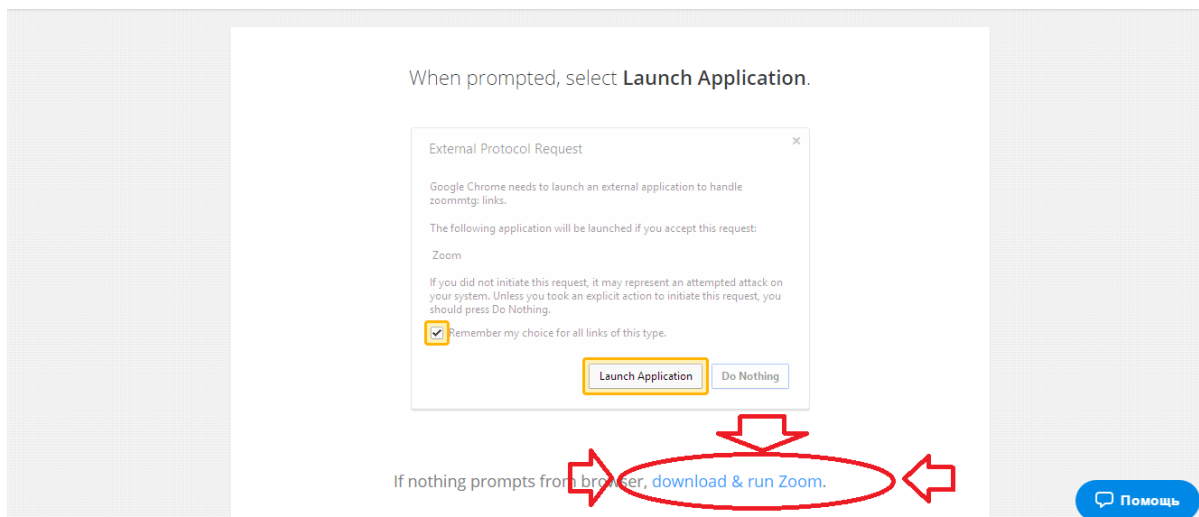 When prompted, select Launch Application.
External Protocol Request
×
Google Chrome needs to launch an external application to handle
zoommtg: links.
The following application will be launched if you accept this request:
Zoom
If you did not initiate this request, it may represent an attempted attack on
your system. Unless you took an explicit action to initiate this request, you
should press Do Nothing.
Remember my choice for all links of this type.
Launch Application Do Nothing
If nothing prompts from browser, download & run Zoom.
Помощь